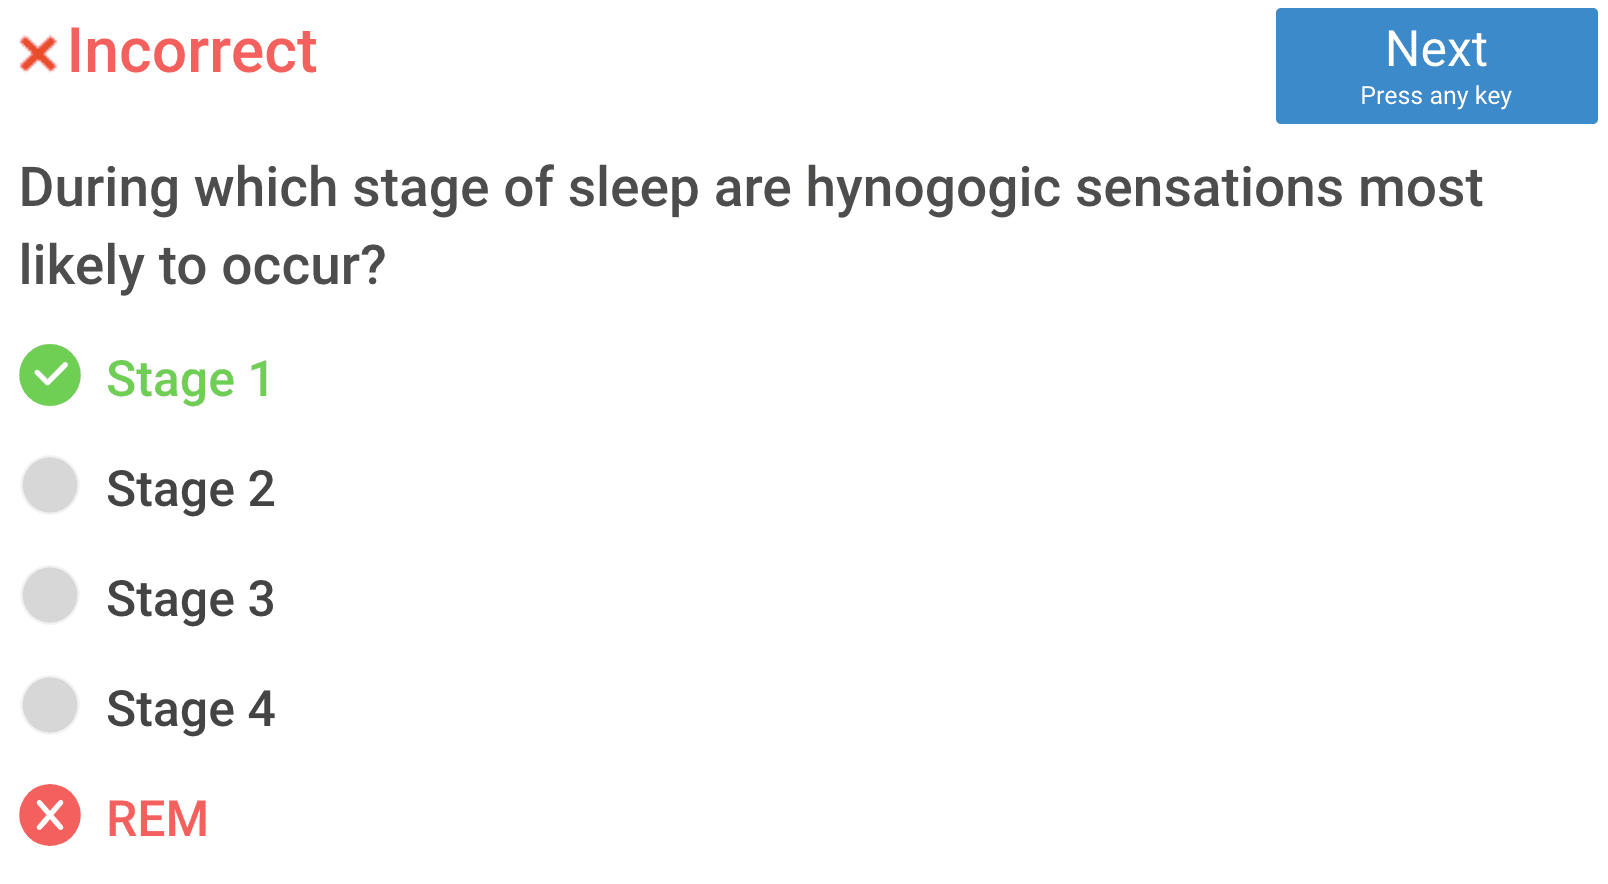 Incorrect
Next
Press any key
During which stage of sleep are hynogogic sensations most
likely to occur?
Stage 1
Stage 2
Stage 3
Stage 4
REM